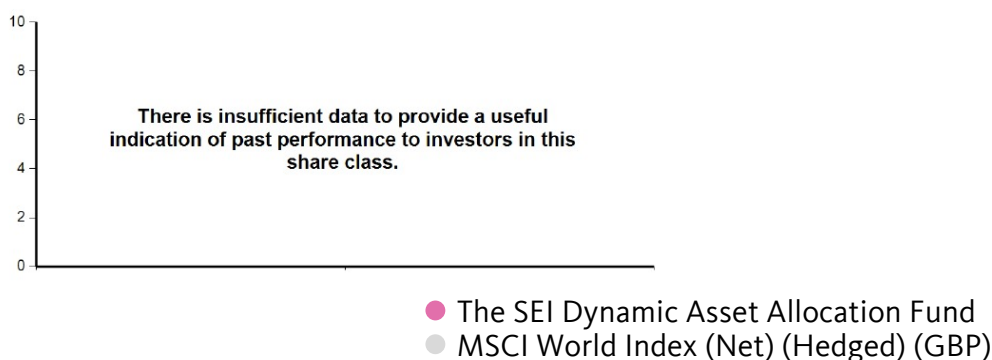 10
8
6
4
2
0
There is insufficient data to provide a useful
indication of past performance to investors in this
share class.
The SEI Dynamic Asset Allocation Fund
MSCI World Index (Net) (Hedged) (GBP)